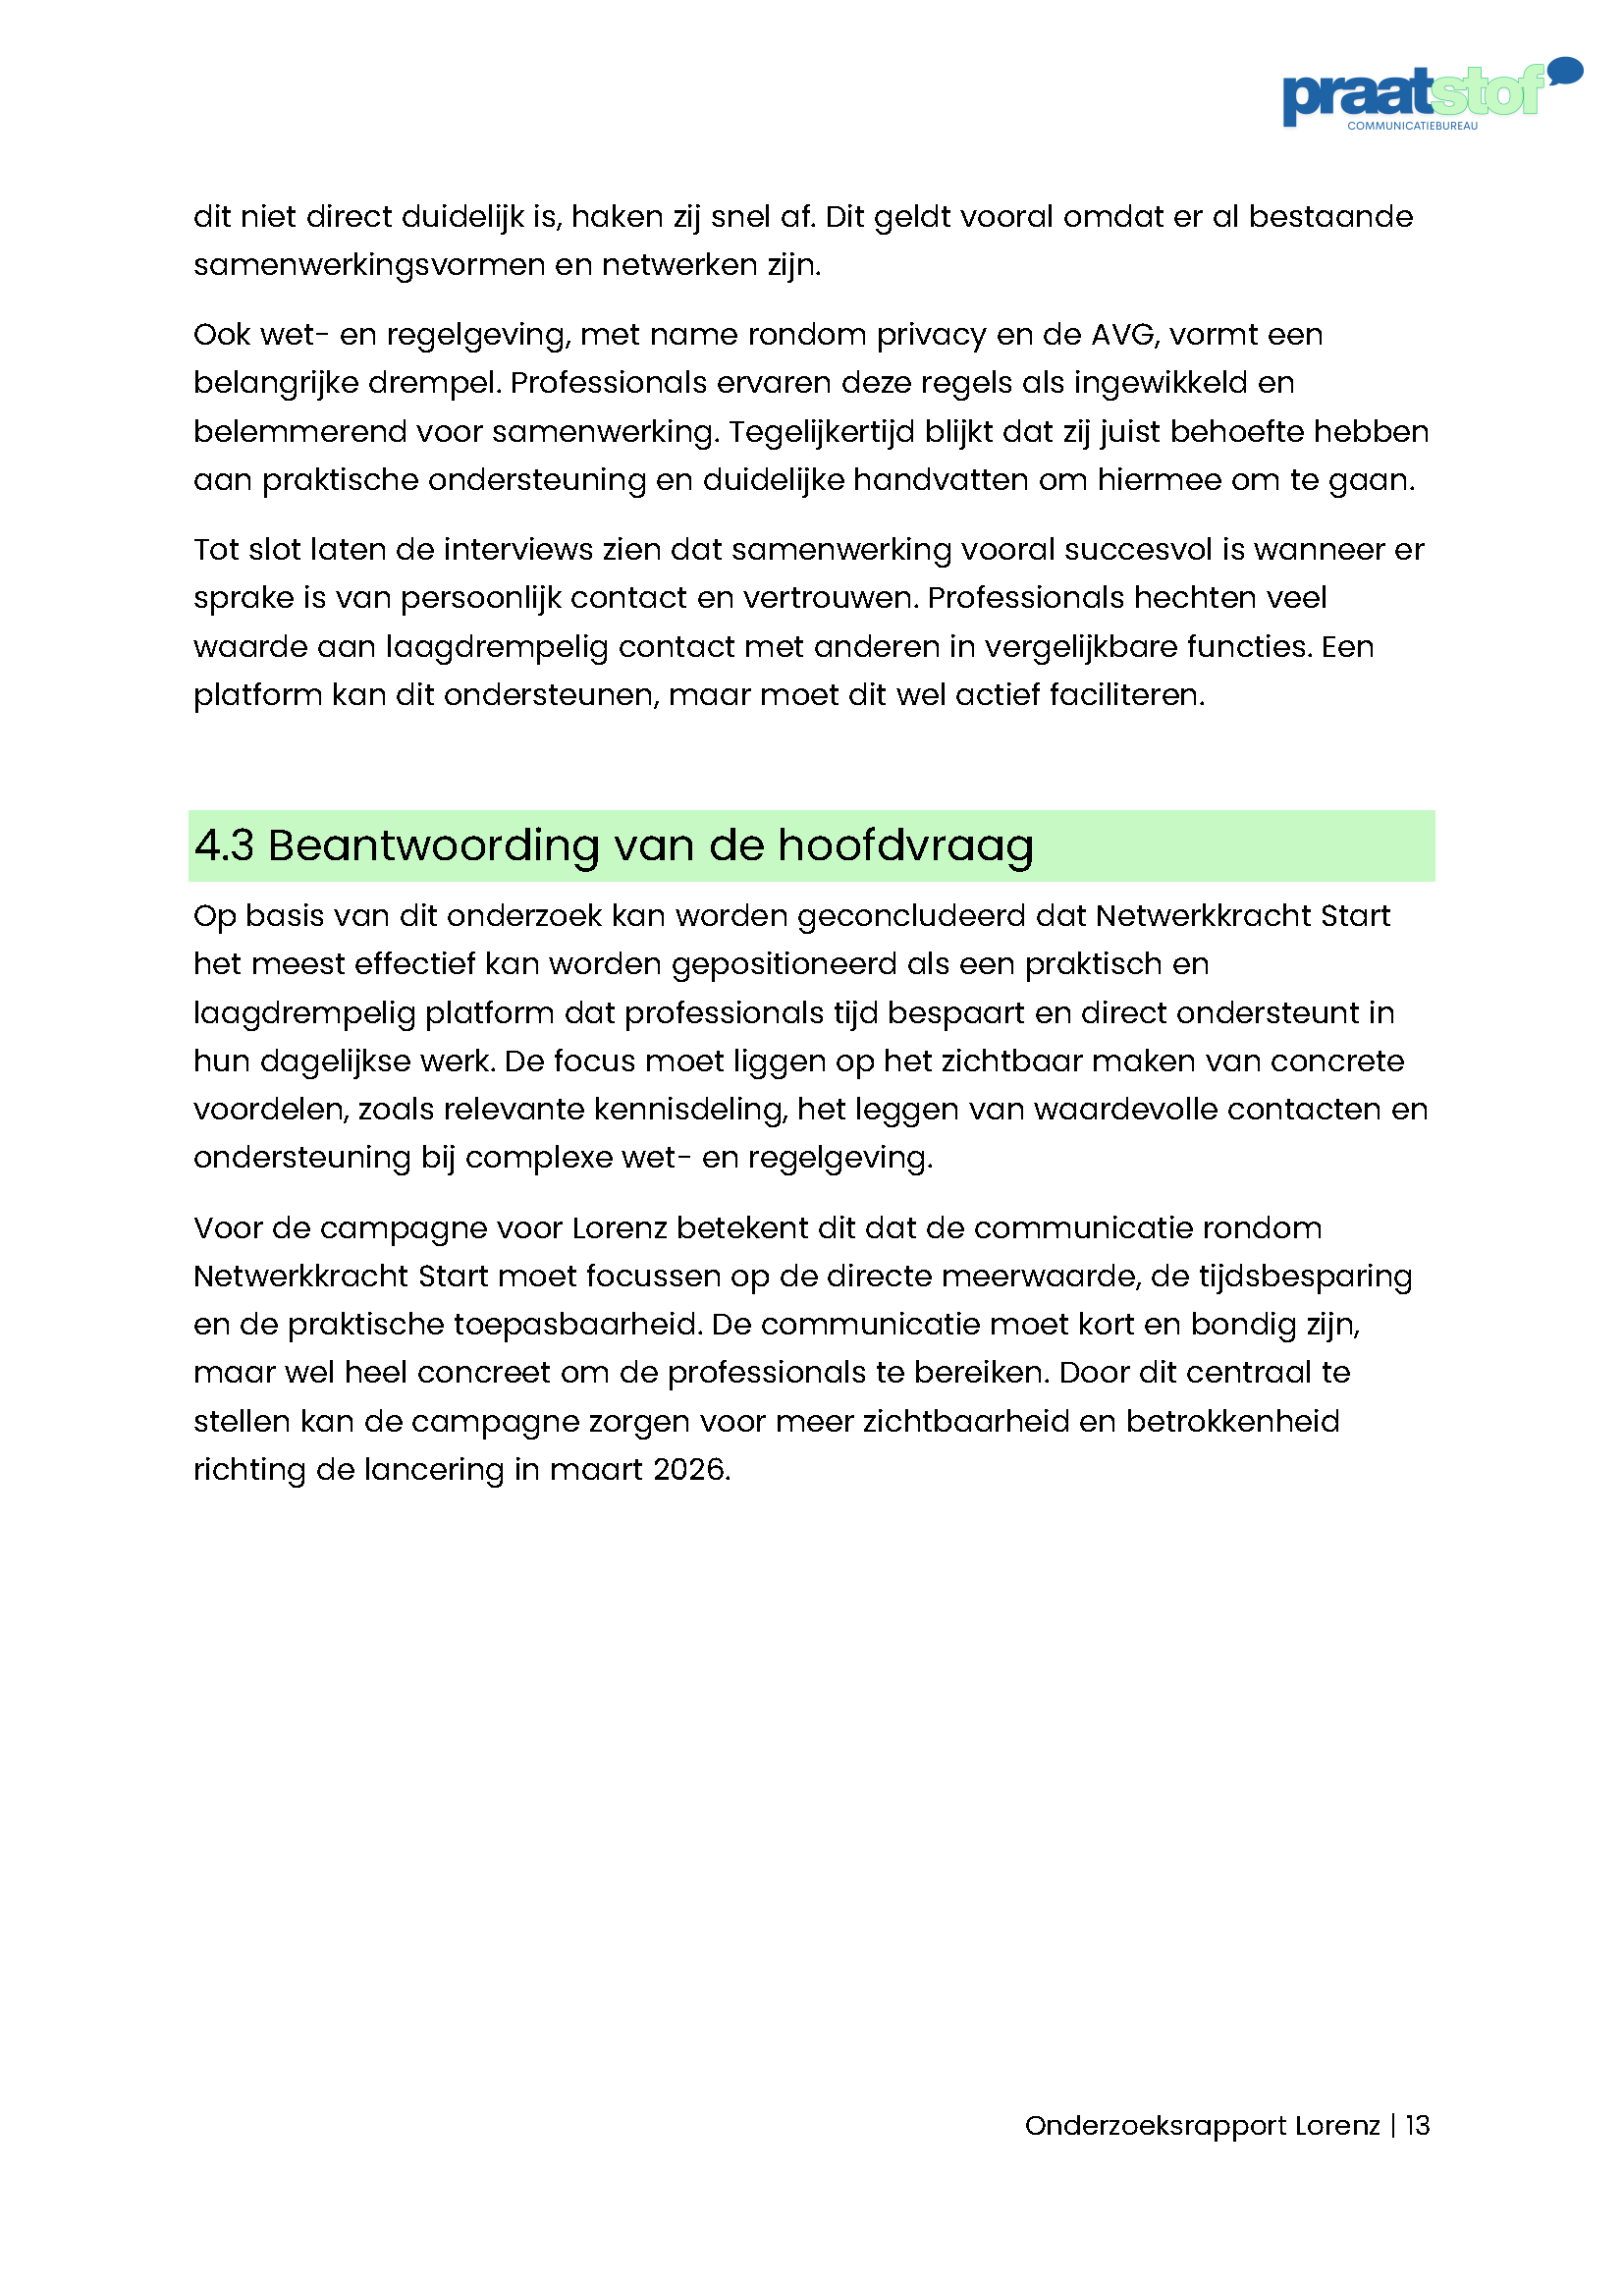 praatstof
COMMUNICATIEBUREAU
dit niet direct duidelijk is, haken zij snel af. Dit geldt vooral omdat er al bestaande
samenwerkingsvormen en netwerken zijn.
Ook wet- en regelgeving, met name rondom privacy en de AVG, vormt een
belangrijke drempel. Professionals ervaren deze regels als ingewikkeld en
belemmerend voor samenwerking. Tegelijkertijd blijkt dat zij juist behoefte hebben
aan praktische ondersteuning en duidelijke handvatten om hiermee om te gaan.
Tot slot laten de interviews zien dat samenwerking vooral succesvol is wanneer er
sprake is van persoonlijk contact en vertrouwen. Professionals hechten veel
waarde aan laagdrempelig contact met anderen in vergelijkbare functies. Een
platform kan dit ondersteunen, maar moet dit wel actief faciliteren.
4.3 Beantwoording van de hoofdvraag
Op basis van dit onderzoek kan worden geconcludeerd dat Netwerkkracht Start
het meest effectief kan worden gepositioneerd als een praktisch en
laagdrempelig platform dat professionals tijd bespaart en direct ondersteunt in
hun dagelijkse werk. De focus moet liggen op het zichtbaar maken van concrete
voordelen, zoals relevante kennisdeling, het leggen van waardevolle contacten en
ondersteuning bij complexe wet- en regelgeving.
Voor de campagne voor Lorenz betekent dit dat de communicatie rondom
Netwerkkracht Start moet focussen op de directe meerwaarde, de tijdsbesparing
en de praktische toepasbaarheid. De communicatie moet kort en bondig zijn,
maar wel heel concreet om de professionals te bereiken. Door dit centraal te
stellen kan de campagne zorgen voor meer zichtbaarheid en betrokkenheid
richting de lancering in maart 2026.
Onderzoeksrapport Lorenz | 13